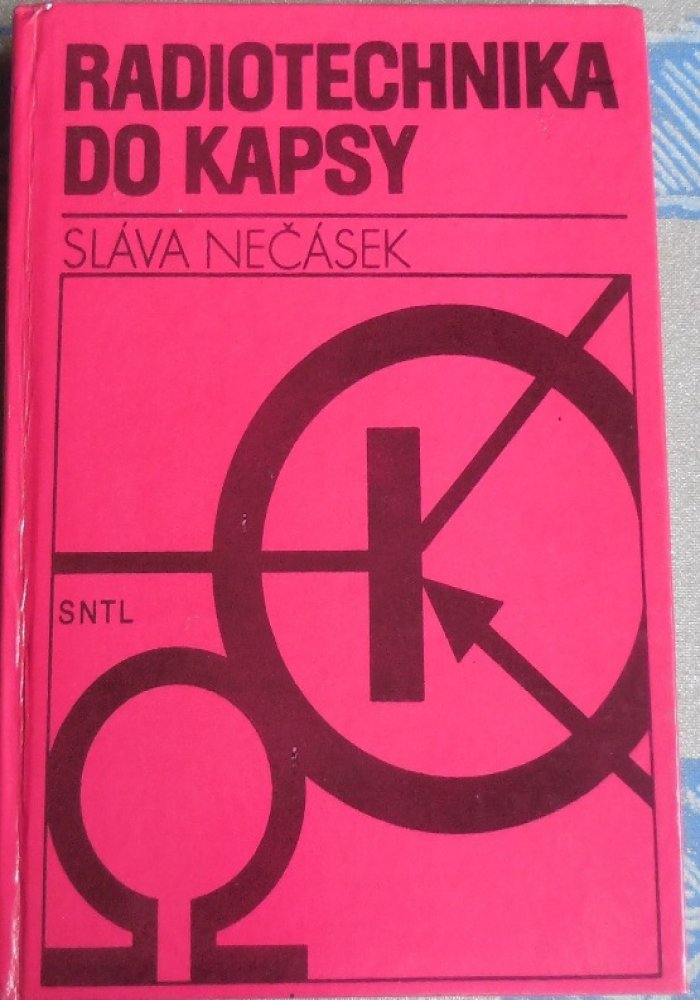 RADIOTECHNIKA
DO KAPSY
SLÁVA NEČÁSEK
SNTL